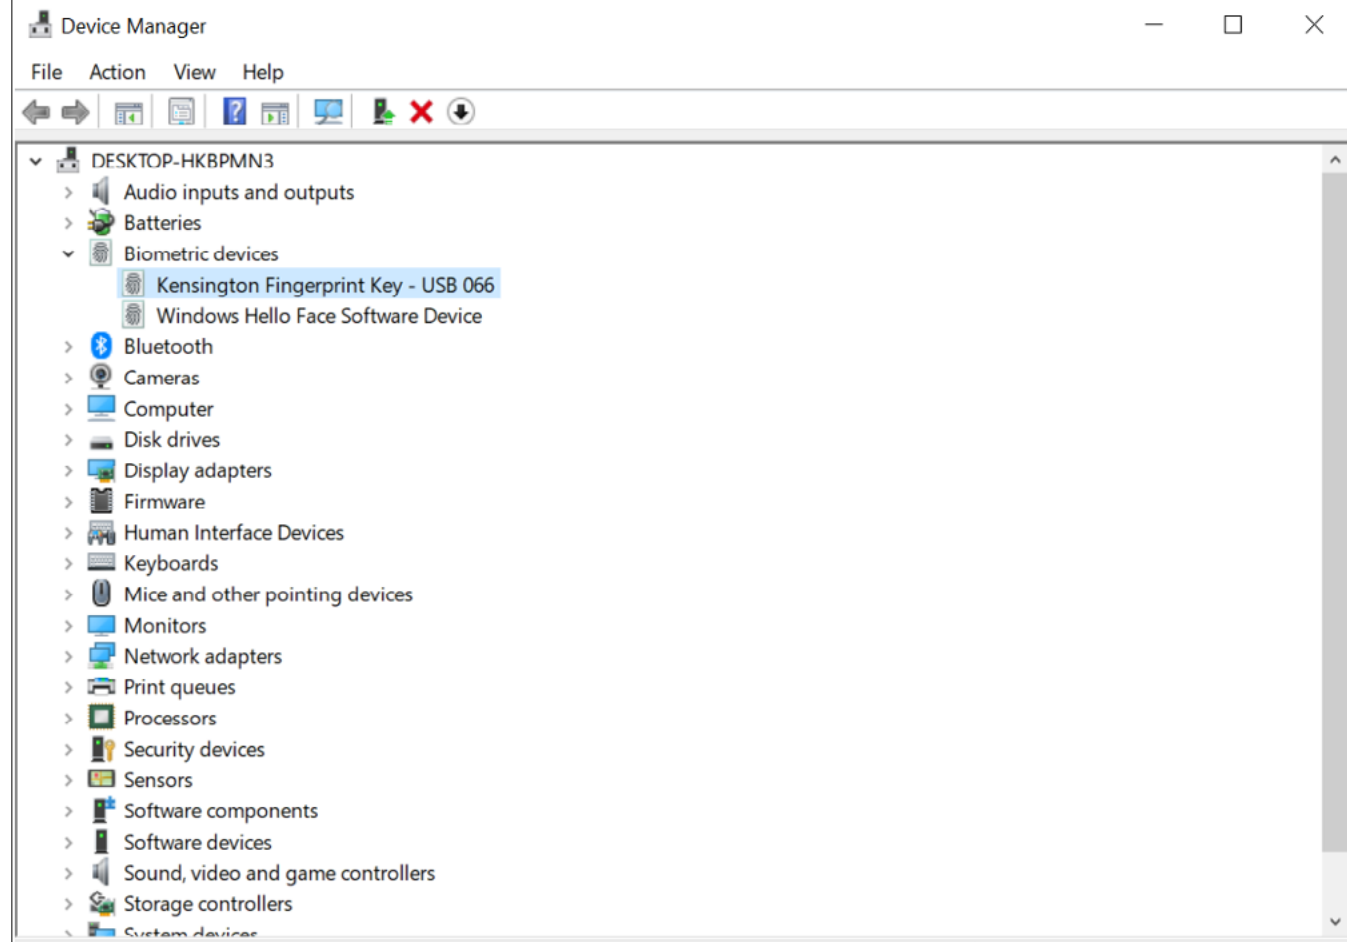 Device Manager
File Action View Help
DESKTOP-HKBPMN3
Audio inputs and outputs
Batteries
Biometric devices
Kensington Fingerprint Key - USB 066
Windows Hello Face Software Device
Bluetooth
Cameras
Computer
Disk drives
Display adapters
Firmware
Human Interface Devices
Keyboards
Mice and other pointing devices
Monitors
Network adapters
Print queues
Processors
Security devices
Sensors
Software components
Software devices
Sound, video and game controllers
Storage controllers
System devices